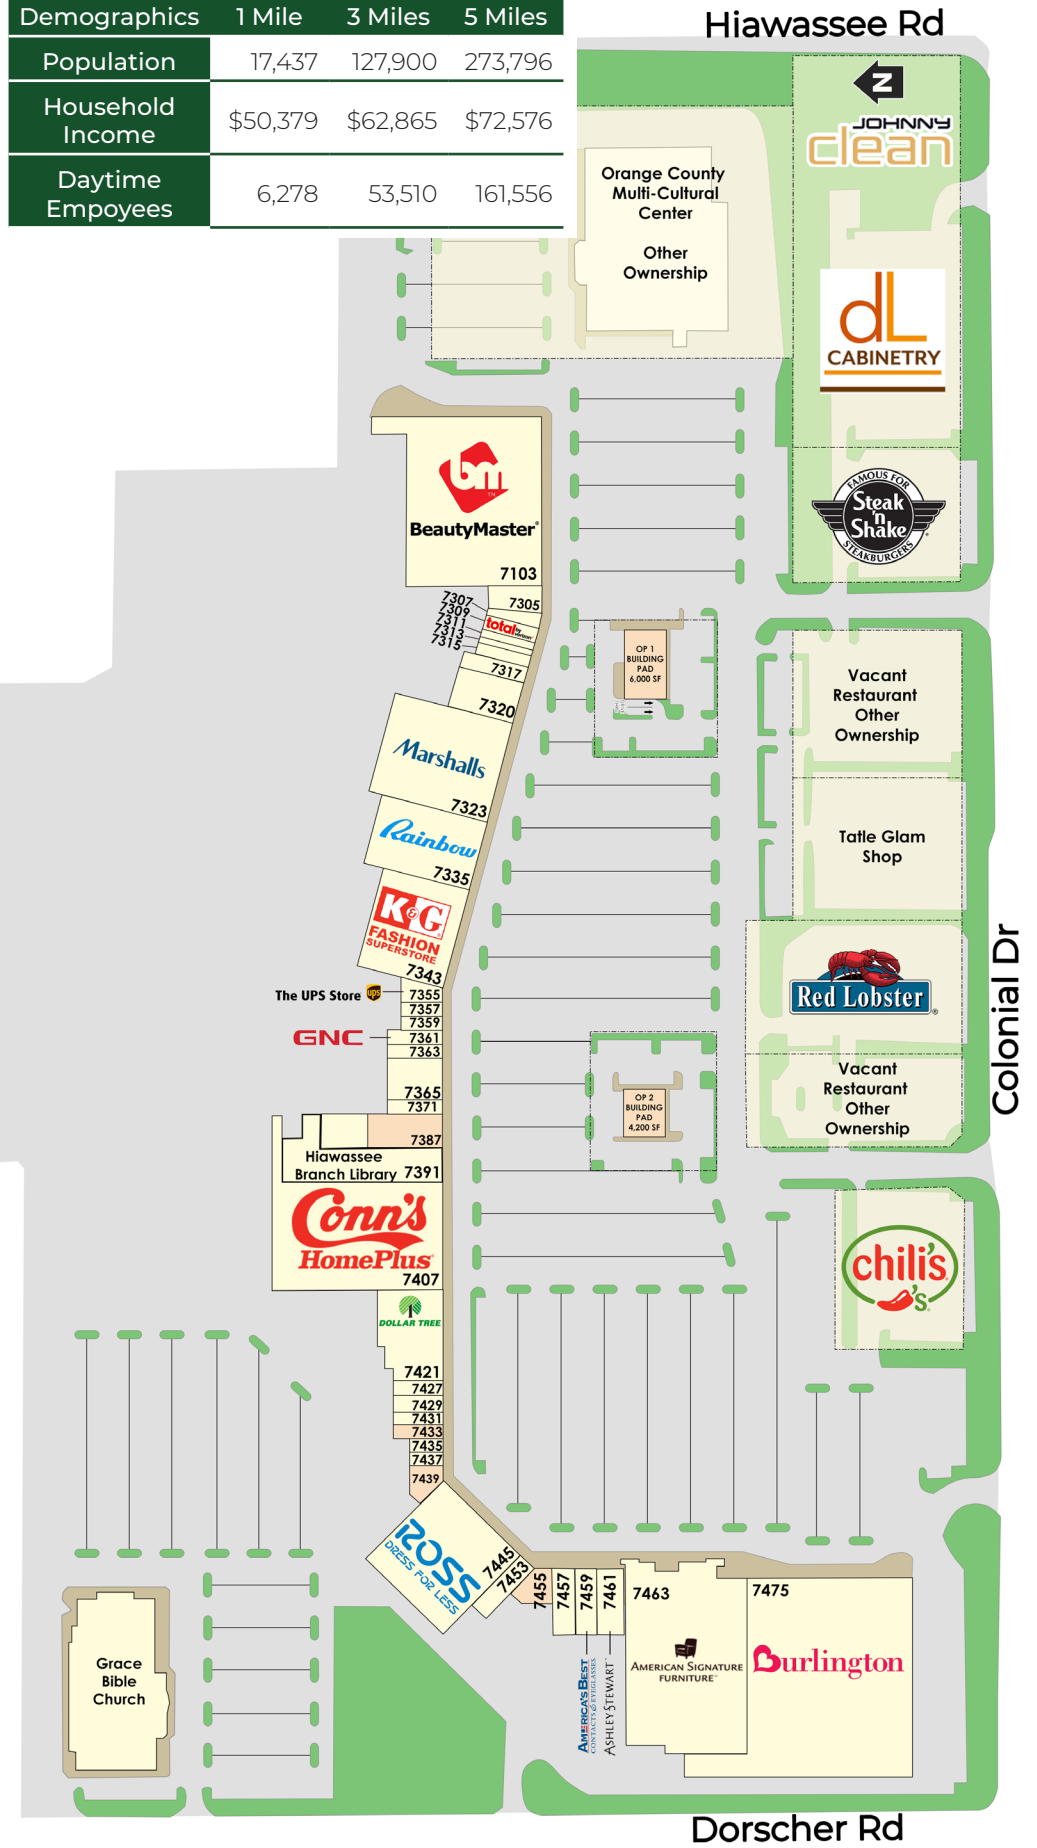 Demographics 1 Mile 3 Miles 5 Miles
Population 17,437 127,900 273,796
Household
Income $50,379 $62,865 $72,576
Daytime
Empoyees 6,278 53,510 161,556
Hiawassee Rd
N
JOHNNY
clean
Orange County
Multi-Cultural
Center
Other
Ownership
dL
CABINETRY
FAMOUS FOR
Steak
'n
Shake
STEAKBURGERS
bm
BeautyMaster
7103
7305
7307
7309
7311
7313
7315
total by verizon
7317
7320
OP 1
BUILDING
PAD
6,000 SF
Vacant
Restaurant
Other
Ownership
Marshalls
7323
Rainbow
7335
Tatle Glam
Shop
K&G
FASHION
SUPERSTORE
7343
Red Lobster
Colonial Dr
The UPS Store ups
7355
7357
7359
GNC
7361
7363
7365
7371
OP 2
BUILDING
PAD
4,200 SF
Vacant
Restaurant
Other
Ownership
7387
Hiawassee
Branch Library 7391
Conn's
HomePlus
7407
chili's
's
DOLLAR TREE
7421
7427
7429
7431
7433
7435
7437
7439
ROSS
DRESS FOR LESS
7445
7453
7455
7457
7459
7461
7463
7475
AMERICA'S BEST
CONTACTS & EYEGLASSES
ASHLEY STEWART
AMERICAN SIGNATURE
FURNITURE
Burlington
Grace
Bible
Church
Dorscher Rd